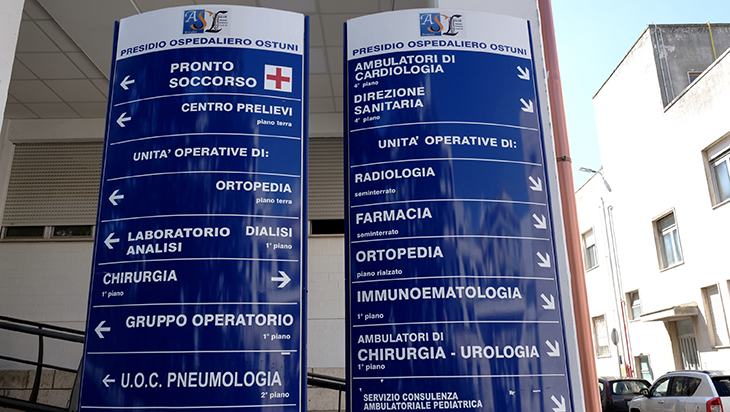 ASL
PRESIDIO OSPEDALIERO OSTUNI
PRONTO
SOCCORSO
CENTRO PRELIEVI
piano terra
UNITA' OPERATIVE DI:
ORTOPEDIA
piano terra
LABORATORIO DIALISI
ANALISI 1° piano
CHIRURGIA
1° piano
GRUPPO OPERATORIO
1° piano
U.O.C. PNEUMOLOGIA
2° piano
ASL
PRESIDIO OSPEDALIERO OSTUNI
AMBULATORI DI
CARDIOLOGIA
4° piano
DIREZIONE
SANITARIA
4° piano
UNITA' OPERATIVE DI:
RADIOLOGIA
seminterrato
FARMACIA
seminterrato
ORTOPEDIA
piano rialzato
IMMUNOEMATOLOGIA
1° piano
AMBULATORI DI
CHIRURGIA - UROLOGIA
1° piano
SERVIZIO CONSULENZA
AMBULATORIALE PEDIATRICA